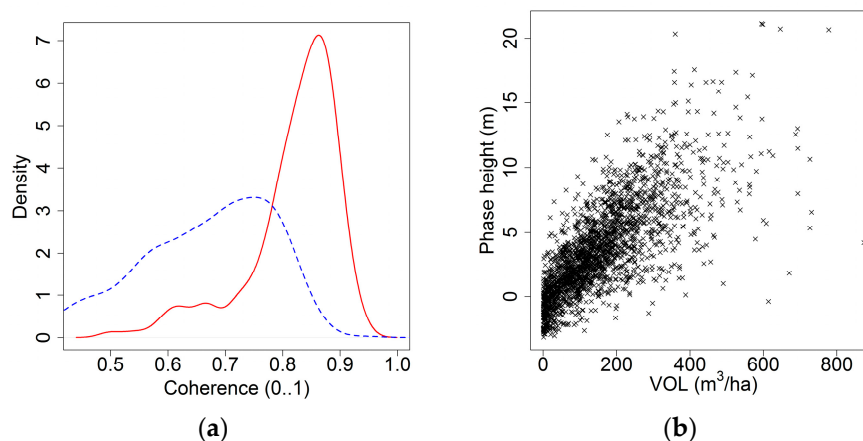 7
6
5
4
3
2
1
0
Density
0.5 0.6 0.7 0.8 0.9 1.0
Coherence (0..1)
(a)
20
15
10
5
0
Phase height (m)
0 200 400 600 800
VOL (m³/ha)
(b)